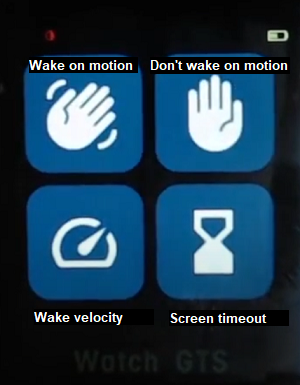 Wake on motion
Don't wake on motion
Wake velocity
Screen timeout
Watch GTS